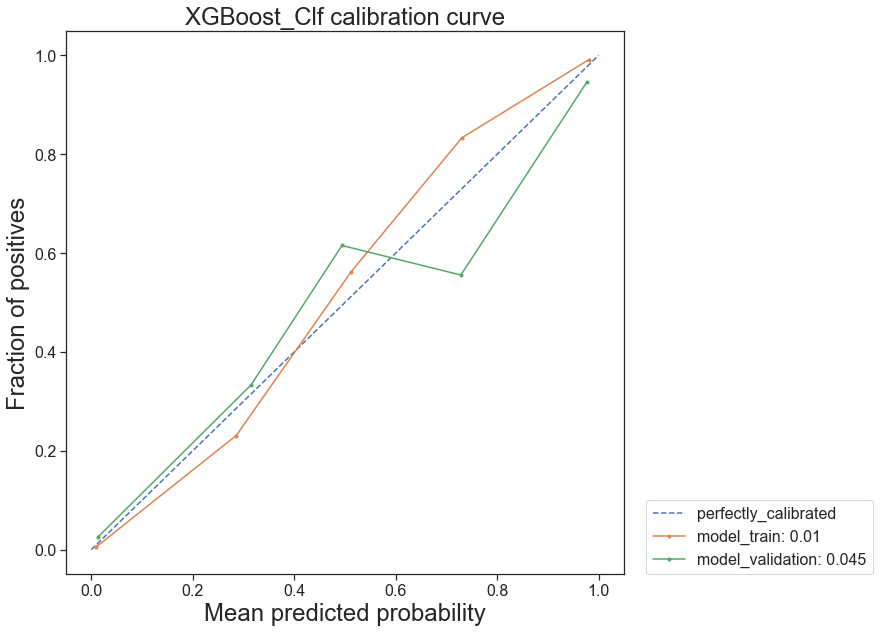 XGBoost_Clf calibration curve
Fraction of positives
1.0
0.8
0.6
0.4
0.2
0.0
0.0 0.2 0.4 0.6 0.8 1.0
Mean predicted probability
perfectly_calibrated
model_train: 0.01
model_validation: 0.045